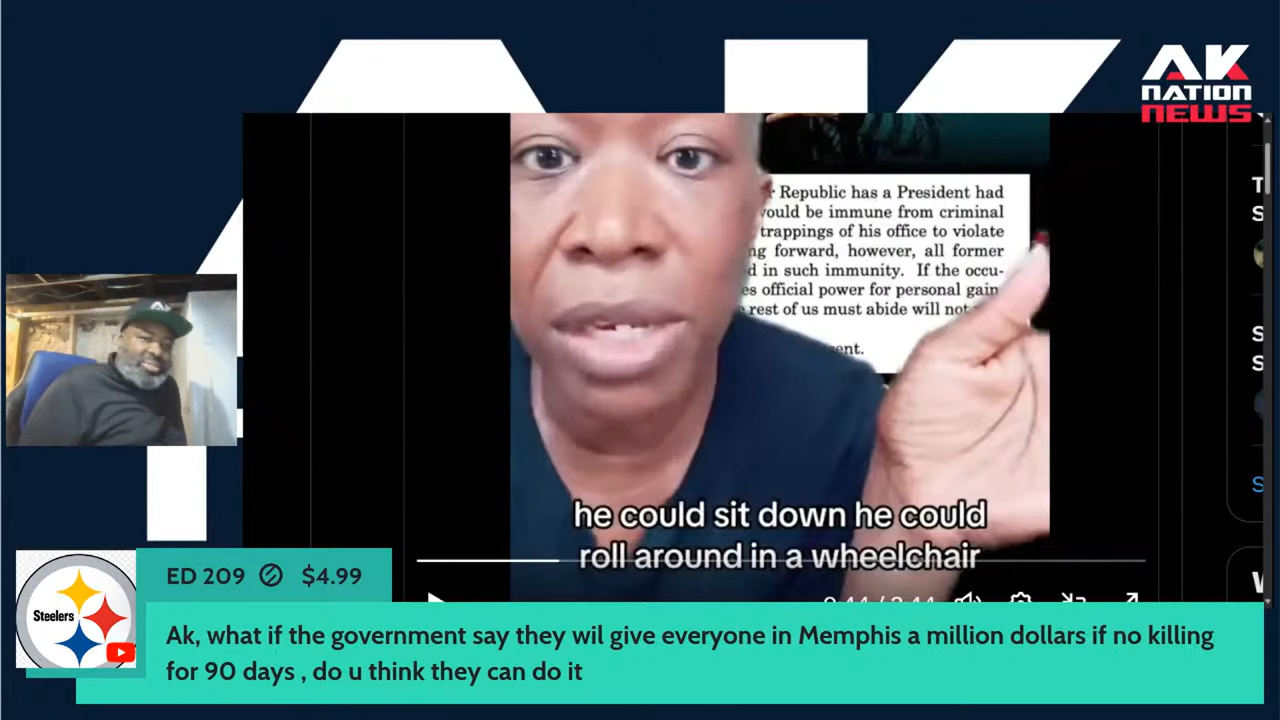 AK
NATION
NEWS
Republic has a President had
would be immune from criminal
trappings of his office to violate
forward, however, all former
in such immunity. If the occu-
official power for personal gain
rest of us must abide will not
he could sit down he could
roll around in a wheelchair
Steelers
ED 209 $4.99
Ak, what if the government say they wil give everyone in Memphis a million dollars if no killing
for 90 days , do u think they can do it